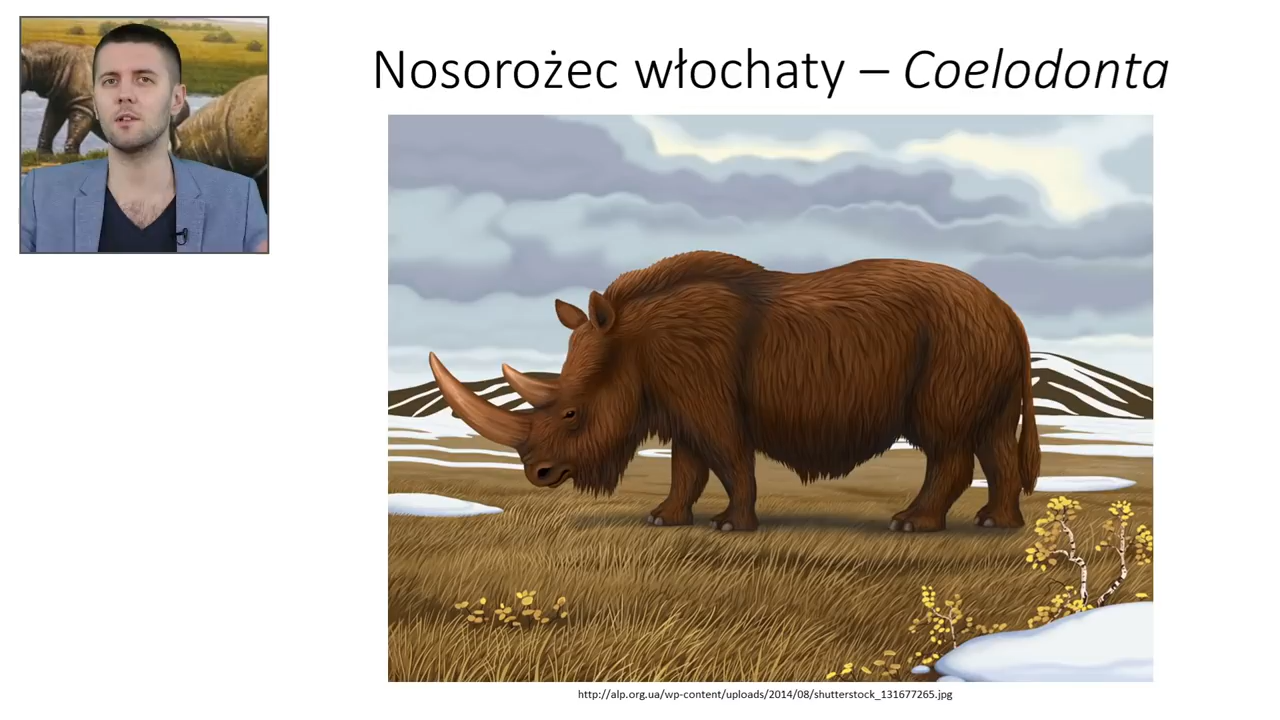 Nosorożec włochaty – Coelodonta
http://alp.org.ua/wp-content/uploads/2014/08/shutterstock_131677265.jpg